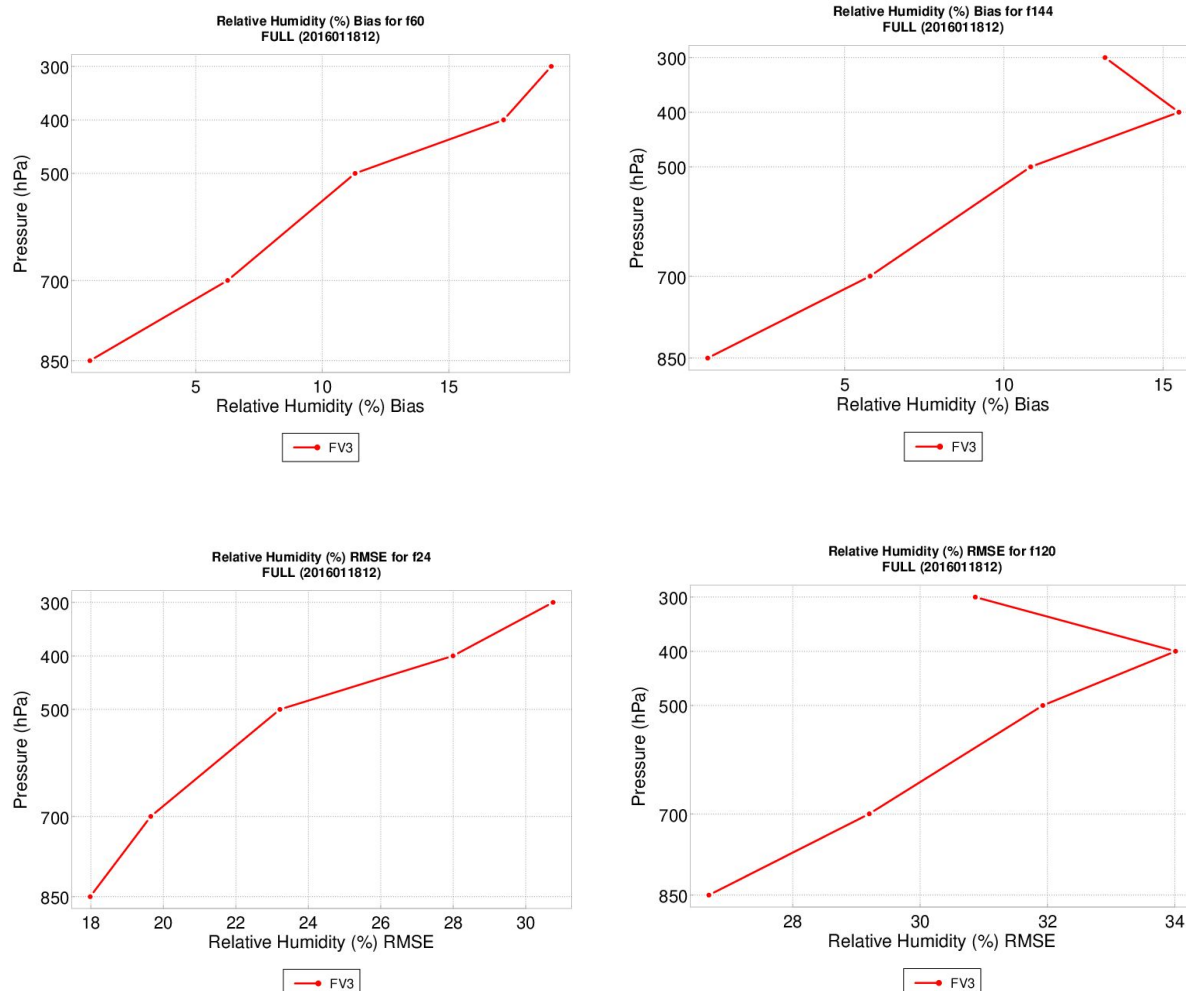 Relative Humidity (%) Bias for f60
FULL (2016011812)
300
400
500
700
850
Pressure (hPa)
5 10 15
Relative Humidity (%) Bias
FV3
Relative Humidity (%) Bias for f144
FULL (2016011812)
300
400
500
700
850
Pressure (hPa)
5 10 15
Relative Humidity (%) Bias
FV3
Relative Humidity (%) RMSE for f24
FULL (2016011812)
300
400
500
700
850
Pressure (hPa)
18 20 22 24 26 28 30
Relative Humidity (%) RMSE
FV3
Relative Humidity (%) RMSE for f120
FULL (2016011812)
300
400
500
700
850
Pressure (hPa)
28 30 32 34
Relative Humidity (%) RMSE
FV3